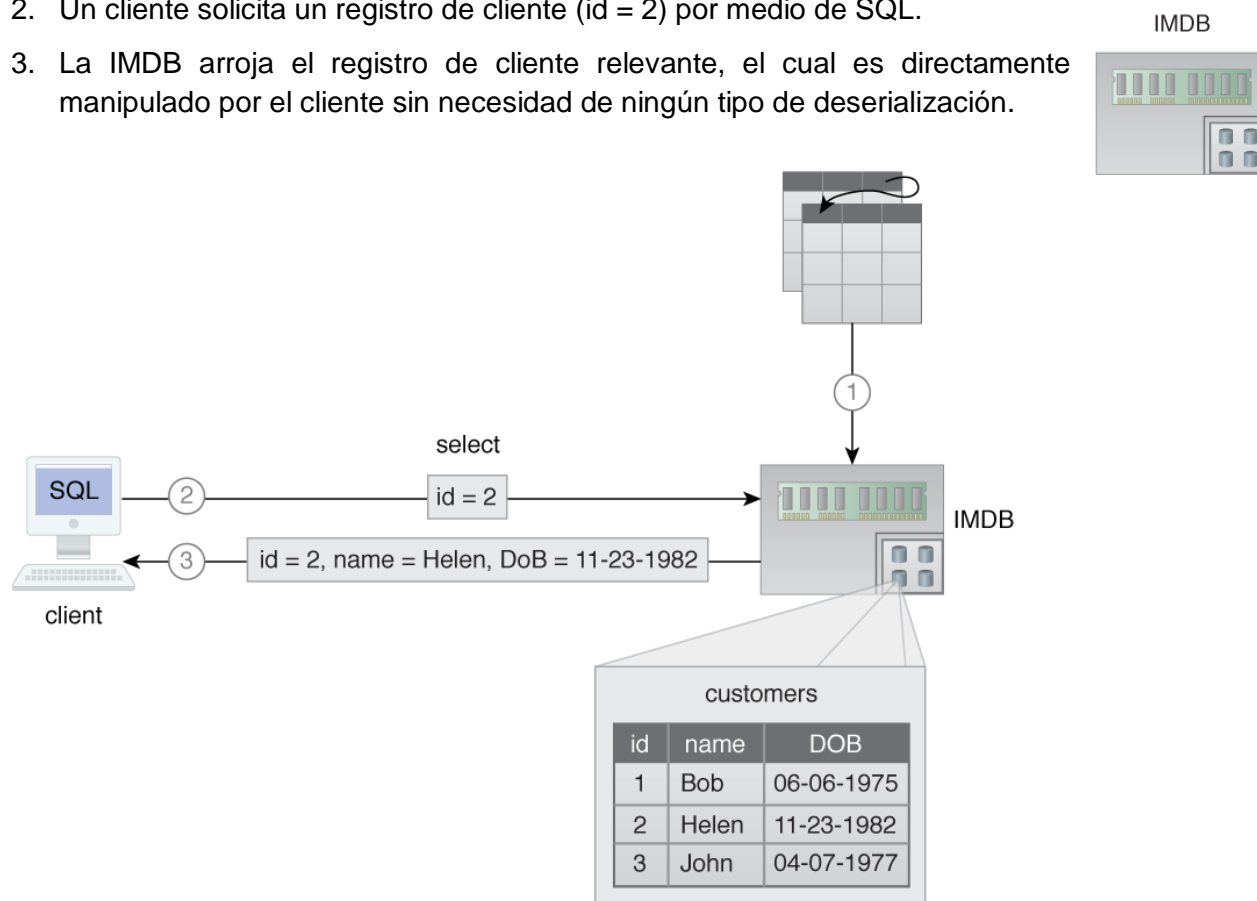 2. Un cliente solicita un registro de cliente (id = 2) por medio de SQL.
IMDB
3. La IMDB arroja el registro de cliente relevante, el cual es directamente
manipulado por el cliente sin necesidad de ningún tipo de deserialización.
1
select
SQL
2
id = 2
IMDB
3
id = 2, name = Helen, DoB = 11-23-1982
client
customers
id name DOB
1 Bob 06-06-1975
2 Helen 11-23-1982
3 John 04-07-1977